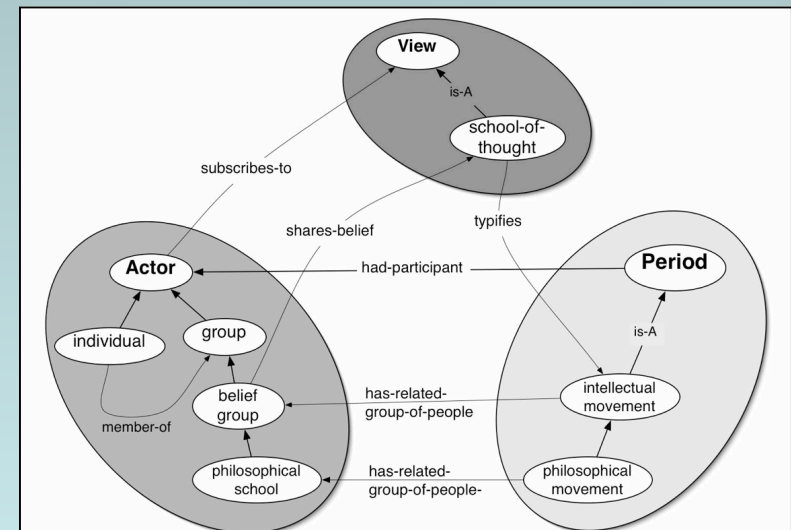 View
is-A
school-of-
thought
subscribes-to
shares-belief
typifies
Actor
had-participant
Period
individual
group
is-A
belief
group
has-related-
group-of-people
intellectual
movement
member-of
philosophical
school
has-related-
group-of-people-
philosophical
movement